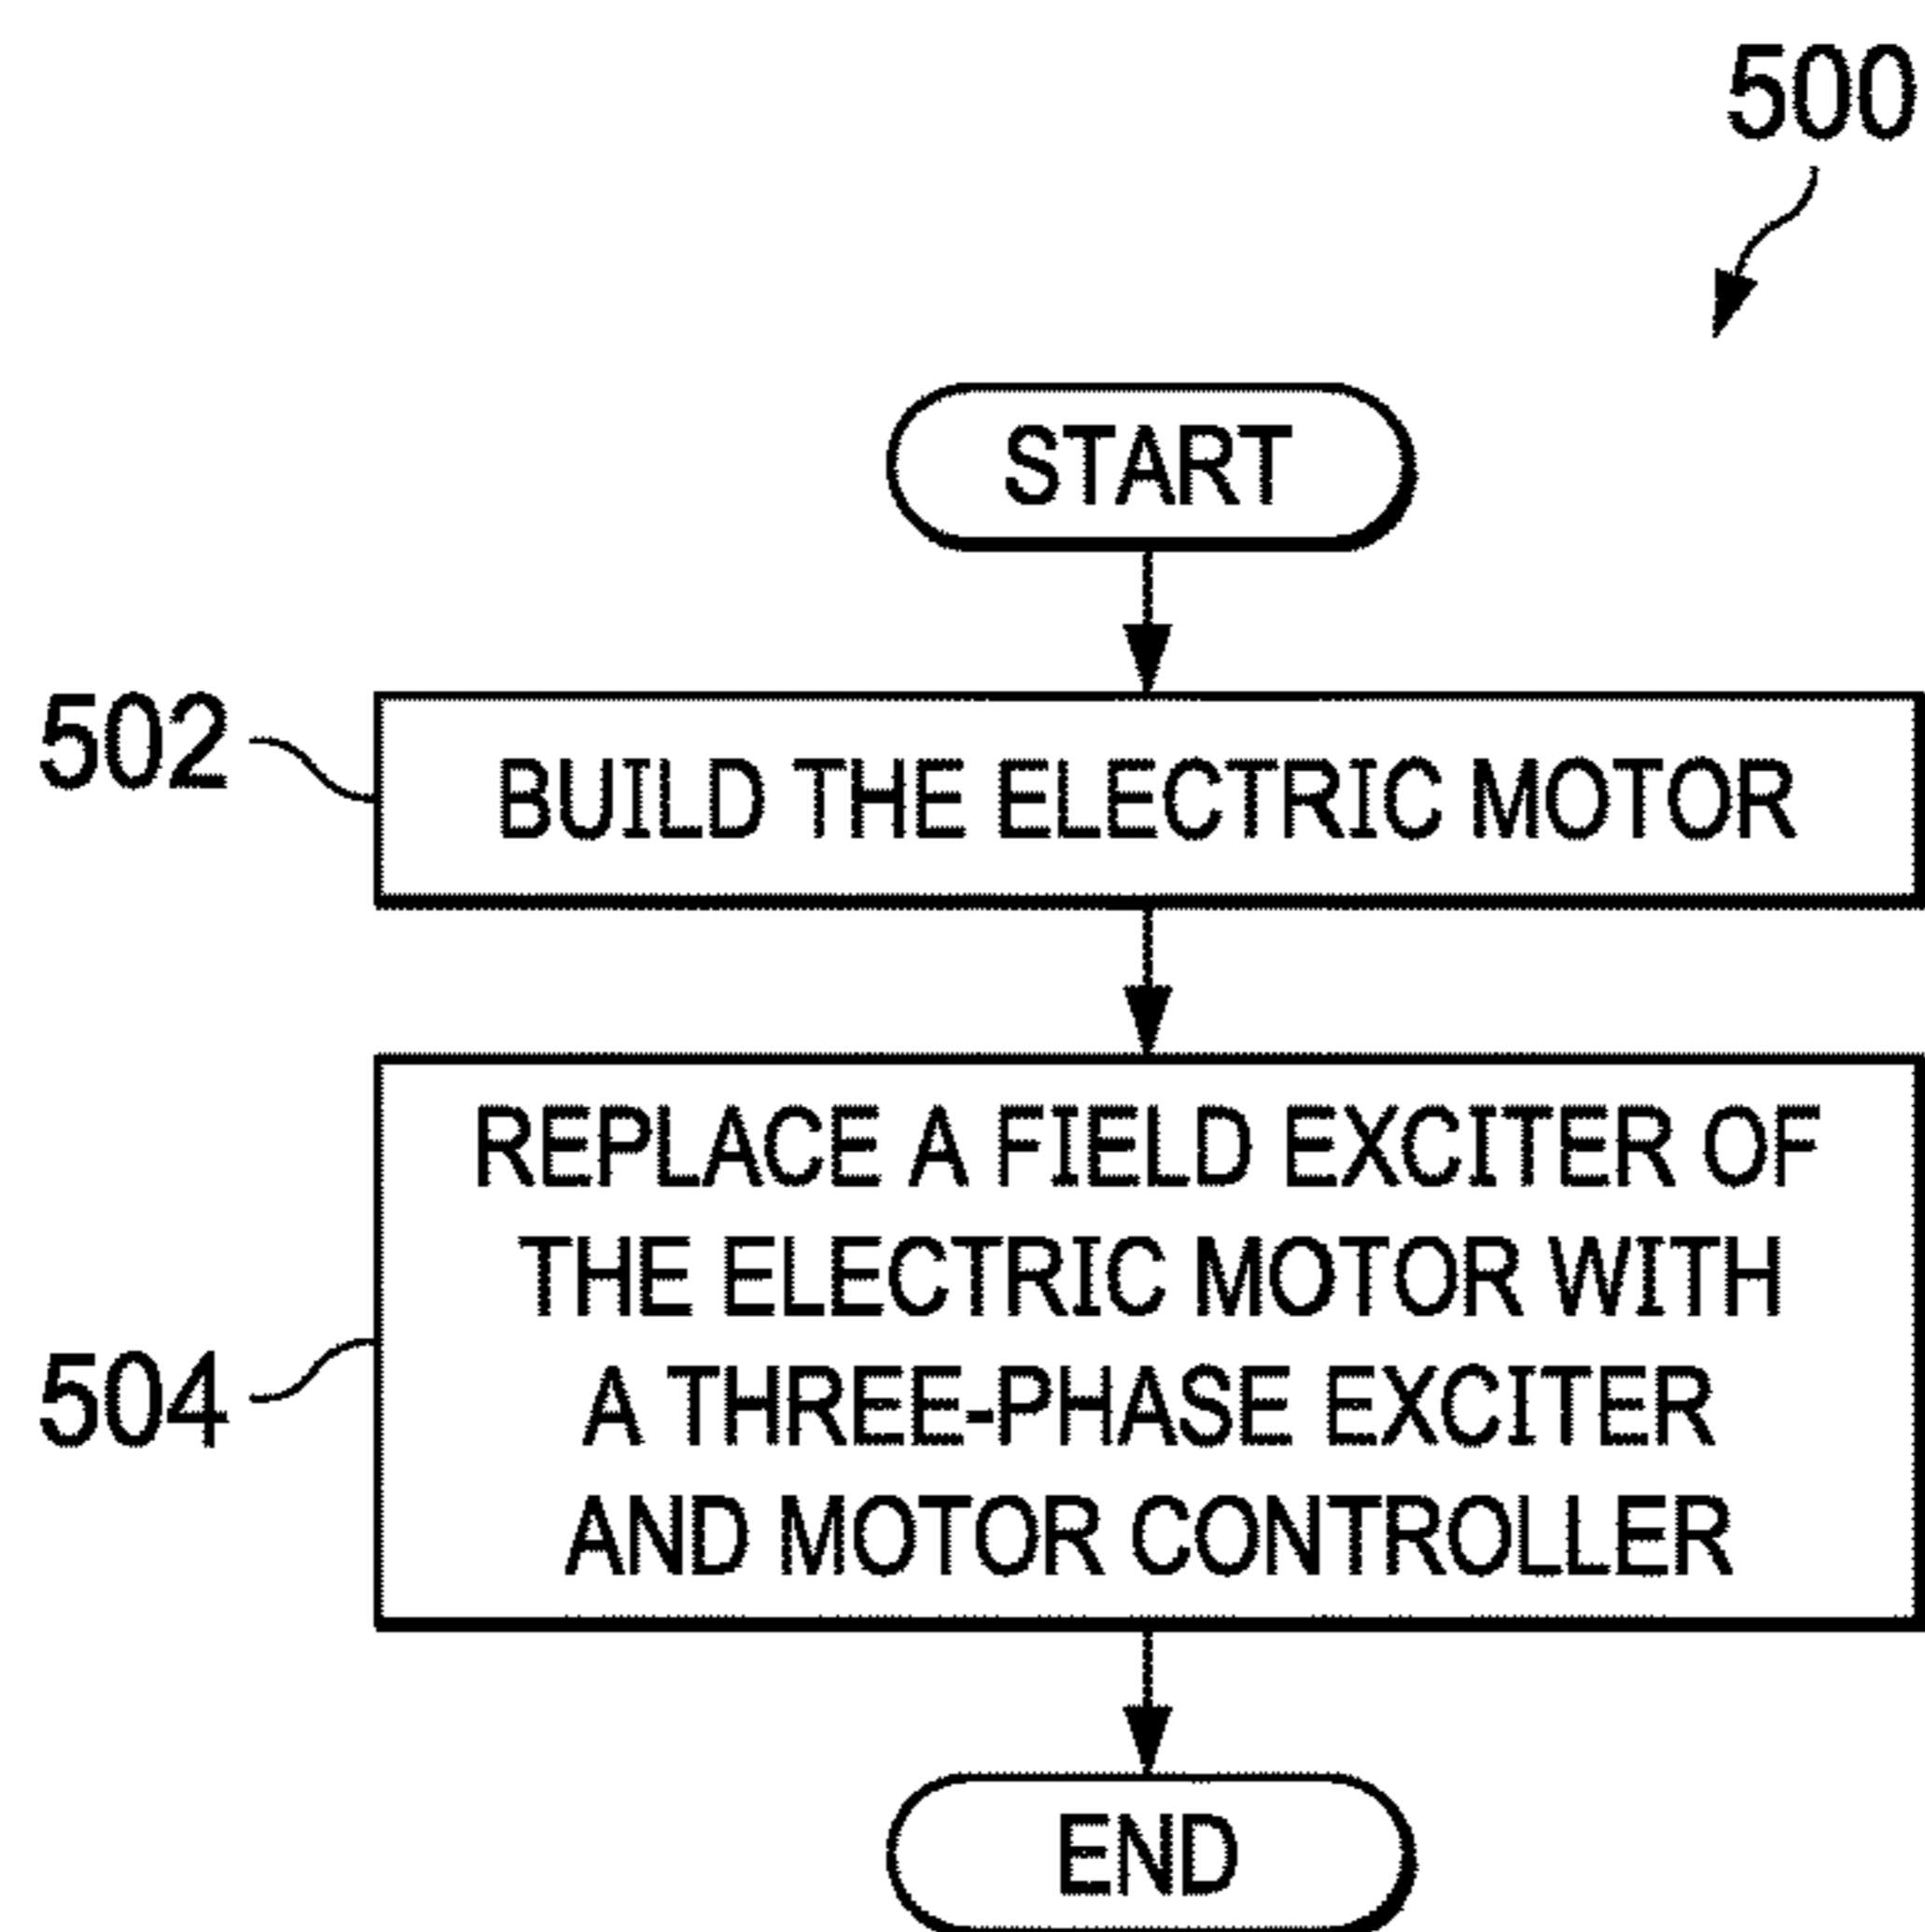 500
START
502
BUILD THE ELECTRIC MOTOR
REPLACE A FIELD EXCITER OF
THE ELECTRIC MOTOR WITH
504
A THREE-PHASE EXCITER
AND MOTOR CONTROLLER
END